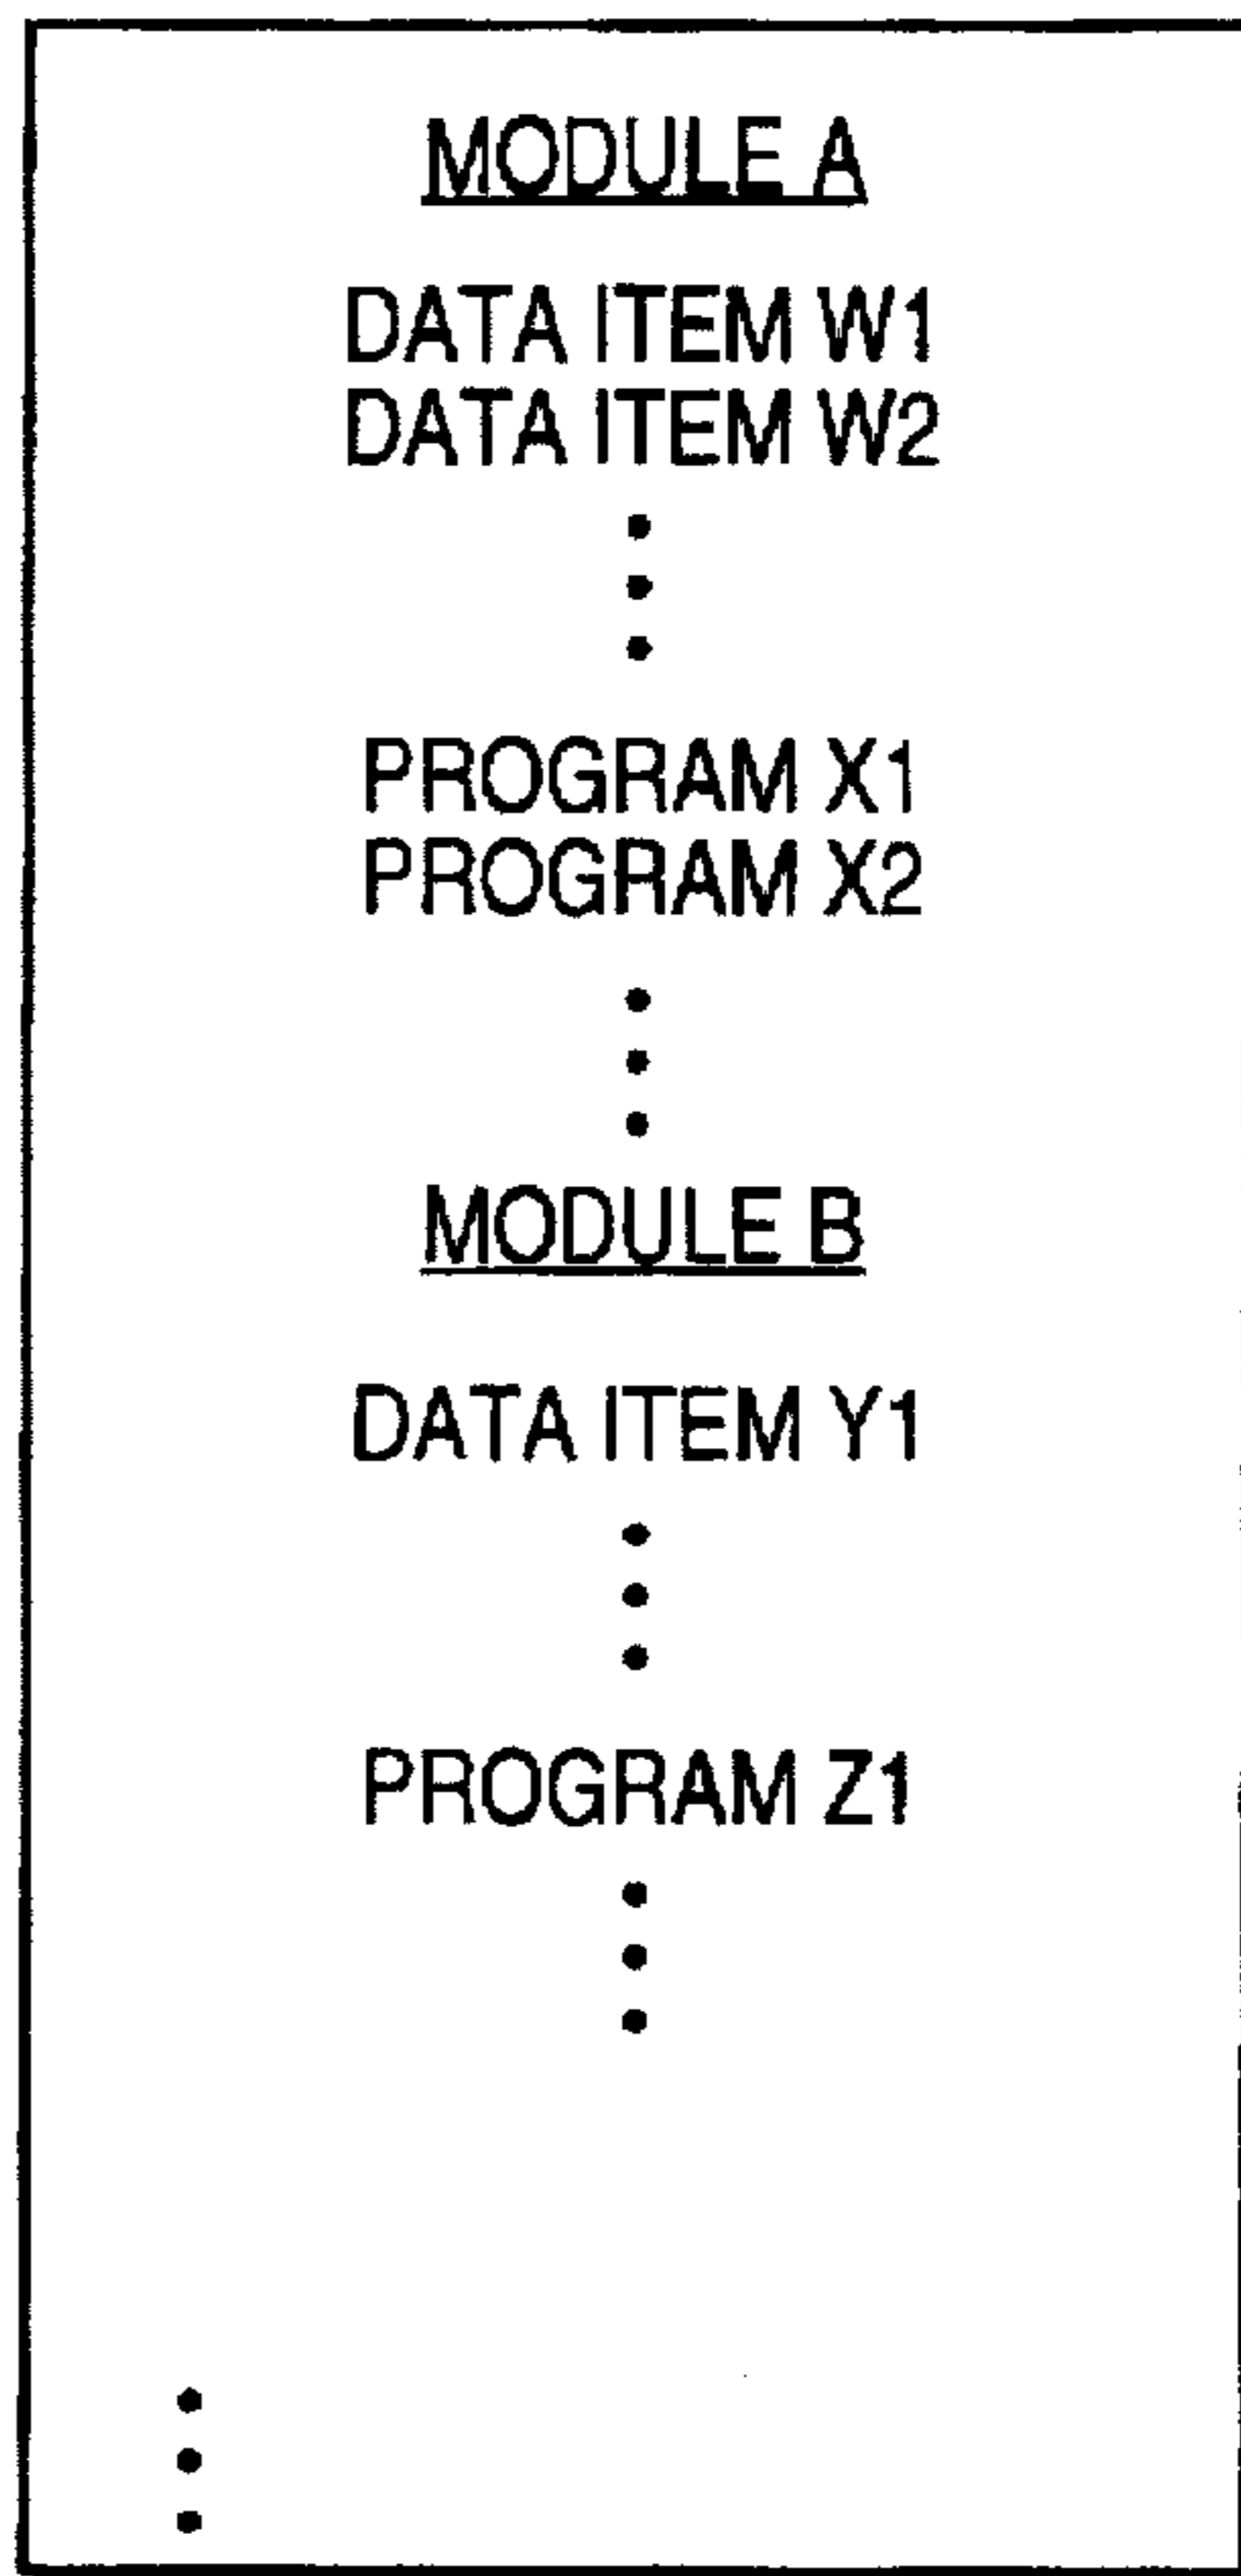 MODULE A
DATA ITEM W1
DATA ITEM W2
PROGRAM X1
PROGRAM X2
MODULE B
DATA ITEM Y1
PROGRAM Z1